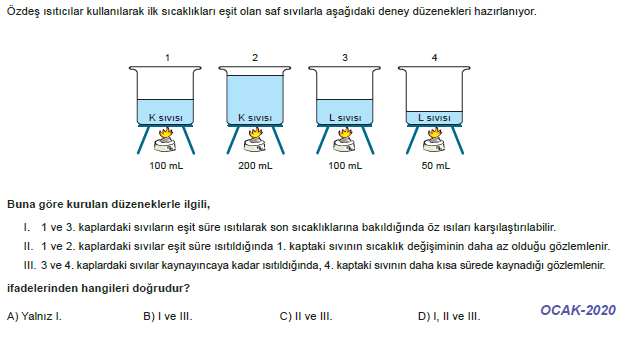 Özdeş ısıtıcılar kullanılarak ilk sıcaklıkları eşit olan saf sıvılarla aşağıdaki deney düzenekleri hazırlanıyor.
1 2 3 4
K SIVISI K SIVISI L SIVISI L SIVISI
100 mL 200 mL 100 mL 50 mL
Buna göre kurulan düzeneklerle ilgili,
I. 1 ve 3. kaplardaki sıvıların eşit süre ısıtılarak son sıcaklıklarına bakıldığında öz ısıları karşılaştırılabilir.
II. 1 ve 2. kaplardaki sıvılar eşit süre ısıtıldığında 1. kaptaki sıvının sıcaklık değişiminin daha az olduğu gözlemlenir.
III. 3 ve 4. kaplardaki sıvılar kaynayıncaya kadar ısıtıldığında, 4. kaptaki sıvının daha kısa sürede kaynadığı gözlemlenir.
ifadelerinden hangileri doğrudur?
A) Yalnız I. B) I ve III. C) II ve III. D) I, II ve III.
OCAK-2020